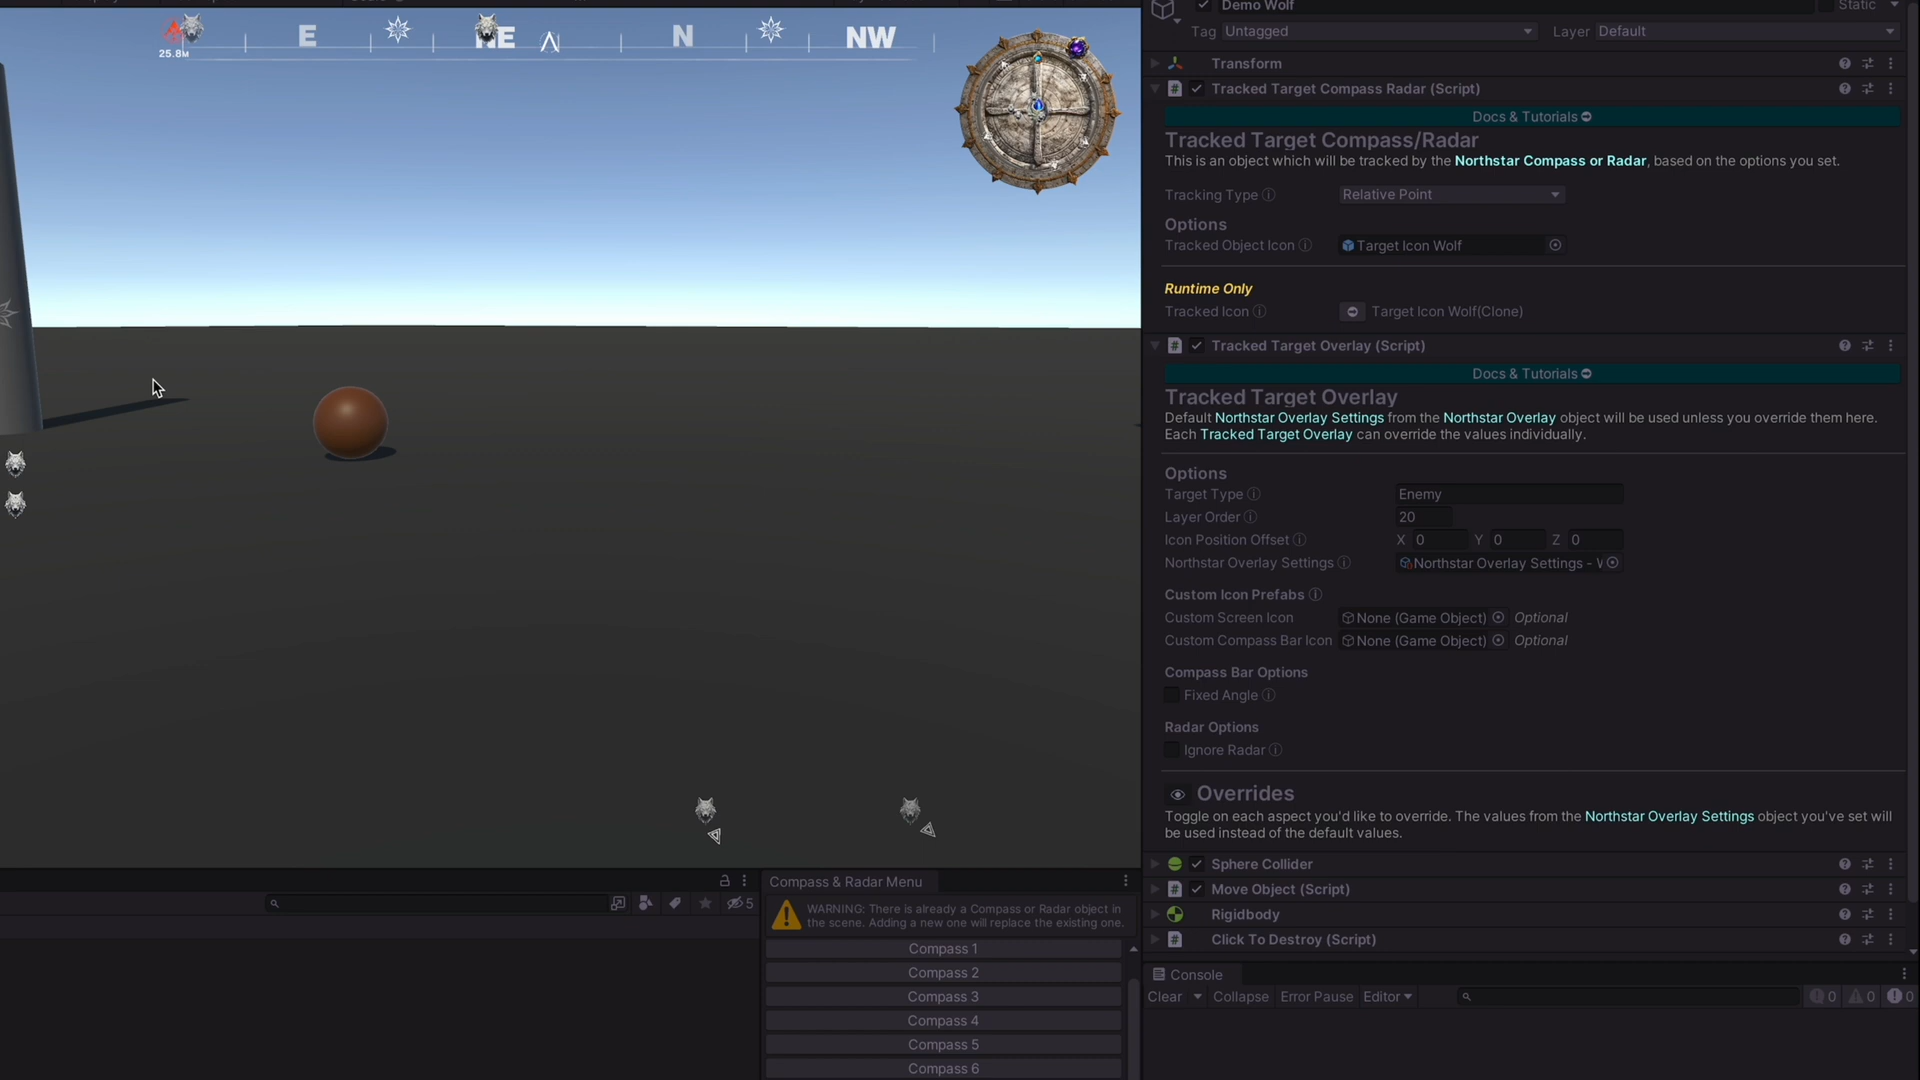 25.8M
E
NE
N
NW
Demo Wolf
Static
Tag Untagged
Layer Default
Transform
Tracked Target Compass Radar (Script)
Docs & Tutorials
Tracked Target Compass/Radar
This is an object which will be tracked by the Northstar Compass or Radar, based on the options you set.
Tracking Type Relative Point
Options
Tracked Object Icon Target Icon Wolf
Runtime Only
Tracked Icon Target Icon Wolf(Clone)
Tracked Target Overlay (Script)
Docs & Tutorials
Tracked Target Overlay
Default Northstar Overlay Settings from the Northstar Overlay object will be used unless you override them here.
Each Tracked Target Overlay can override the values individually.
Options
Target Type Enemy
Layer Order 20
Icon Position Offset X 0 Y 0 Z 0
Northstar Overlay Settings Northstar Overlay Settings -
Custom Icon Prefabs
Custom Screen Icon None (Game Object) Optional
Custom Compass Bar Icon None (Game Object) Optional
Compass Bar Options
Fixed Angle
Radar Options
Ignore Radar
Overrides
Toggle on each aspect you'd like to override. The values from the Northstar Overlay Settings object you've set will
be used instead of the default values.
Sphere Collider
Move Object (Script)
Rigidbody
Click To Destroy (Script)
5
Compass & Radar Menu
WARNING: There is already a Compass or Radar object in
the scene. Adding a new one will replace the existing one.
Compass 1
Compass 2
Compass 3
Compass 4
Compass 5
Compass 6
Console
Clear Collapse Error Pause Editor
0 0 0